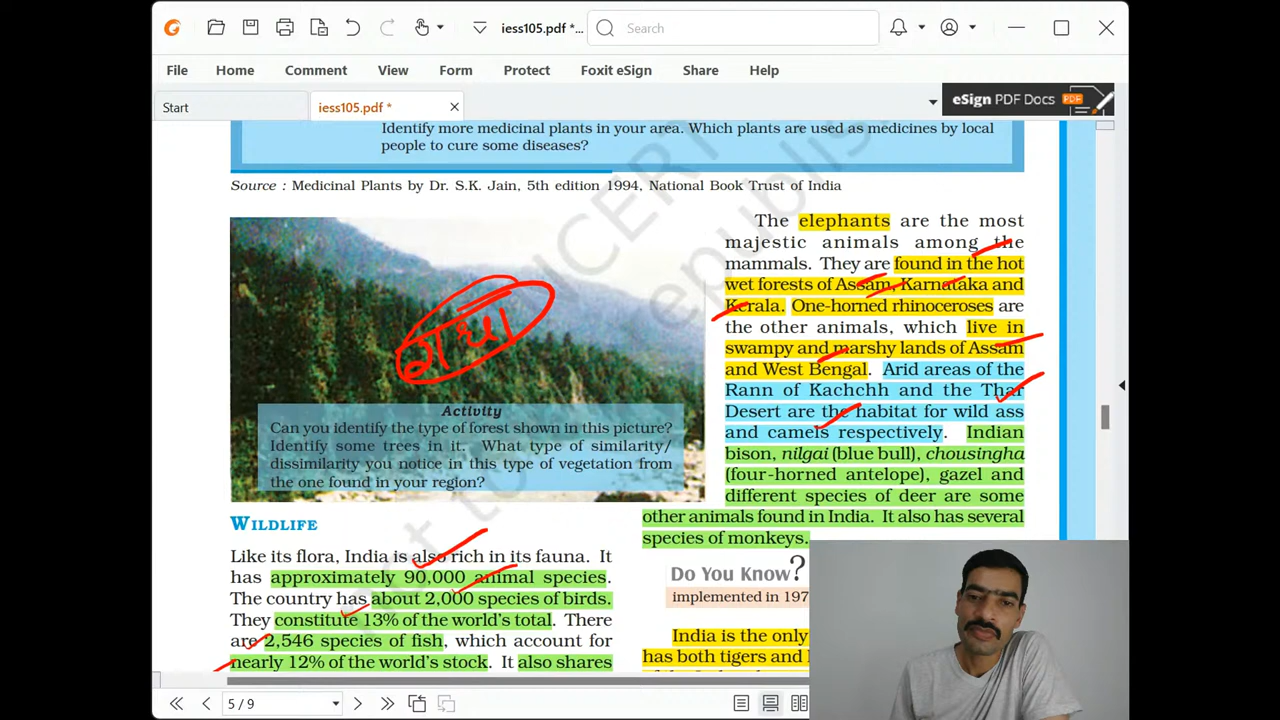 iess105.pdf *...
Search
File
Home
Comment
View
Form
Protect
Foxit eSign
Share
Help
Start
iess105.pdf *
eSign PDF Docs
PDF
Identify more medicinal plants in your area. Which plants are used as medicines by local
people to cure some diseases?
Source : Medicinal Plants by Dr. S.K. Jain, 5th edition 1994, National Book Trust of India
Activity
Can you identify the type of forest shown in this picture?
Identify some trees in it. What type of similarity/
dissimilarity you notice in this type of vegetation from
the one found in your region?
WILDLIFE
Like its flora, India is also rich in its fauna. It
has approximately 90,000 animal species.
The country has about 2,000 species of birds.
They constitute 13% of the world's total. There
are 2,546 species of fish, which account for
nearly 12% of the world's stock. It also shares
The elephants are the most
majestic animals among the
mammals. They are found in the hot
wet forests of Assam, Karnataka and
Kerala. One-horned rhinoceroses are
the other animals, which live in
swampy and marshy lands of Assam
and West Bengal. Arid areas of the
Rann of Kachchh and the Thar
Desert are the habitat for wild ass
and camels respectively. Indian
bison, nilgai (blue bull), chousingha
(four-horned antelope), gazel and
different species of deer are some
other animals found in India. It also has several
species of monkeys.
Do You Know?
implemented in 197
India is the only
has both tigers and
5 / 9